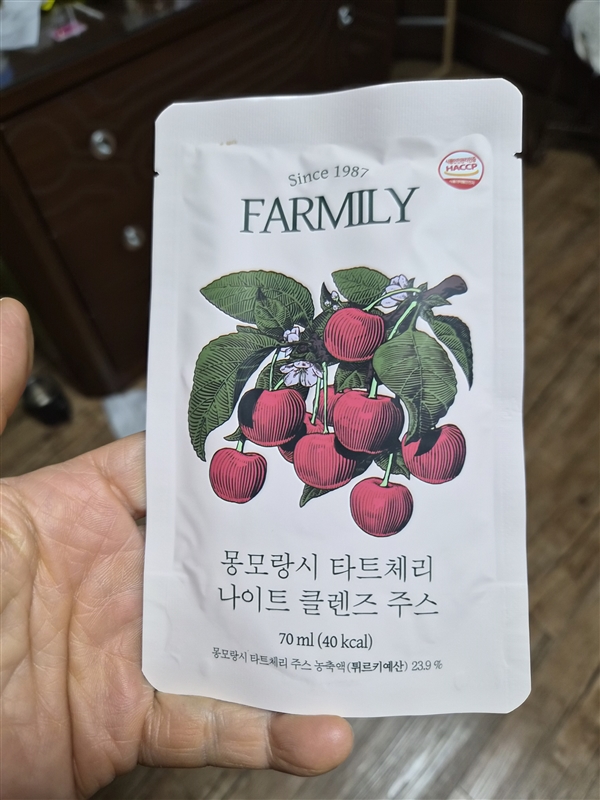 Since 1987
FARMILY
HACCP
몽모랑시 타트체리
나이트 클렌즈 주스
70 ml (40 kcal)
몽모랑시 타트체리 주스 농축액(튀르키예산) 23.9 %